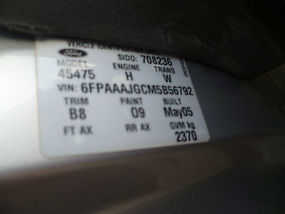 VEHICLE IDENTIFICATION
Ford
SIDO: 708236
MODEL ENGINE TRANS
45475 H W
VIN: 6FPAAAJGCM5B56792
TRIM PAINT BUILT
B8 09 May05
FT AX RR AX GVM kg
2370